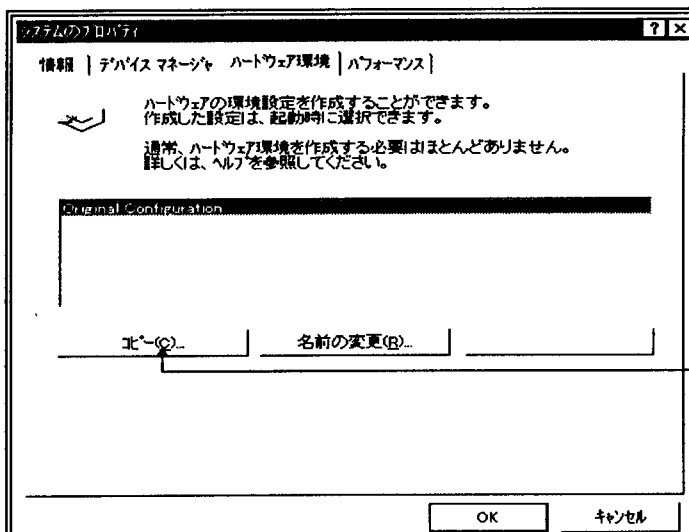 システムのプロパティ
情報 デバイス マネージャ ハードウェア環境 パフォーマンス
ハードウェアの環境設定を作成することができます。
作成した設定は、起動時に選択できます。
通常、ハードウェア環境を作成する必要はほとんどありません。
詳しくは、ヘルプを参照してください。
Original Configuration
コピー(C)... 名前の変更(R)...
OK キャンセル